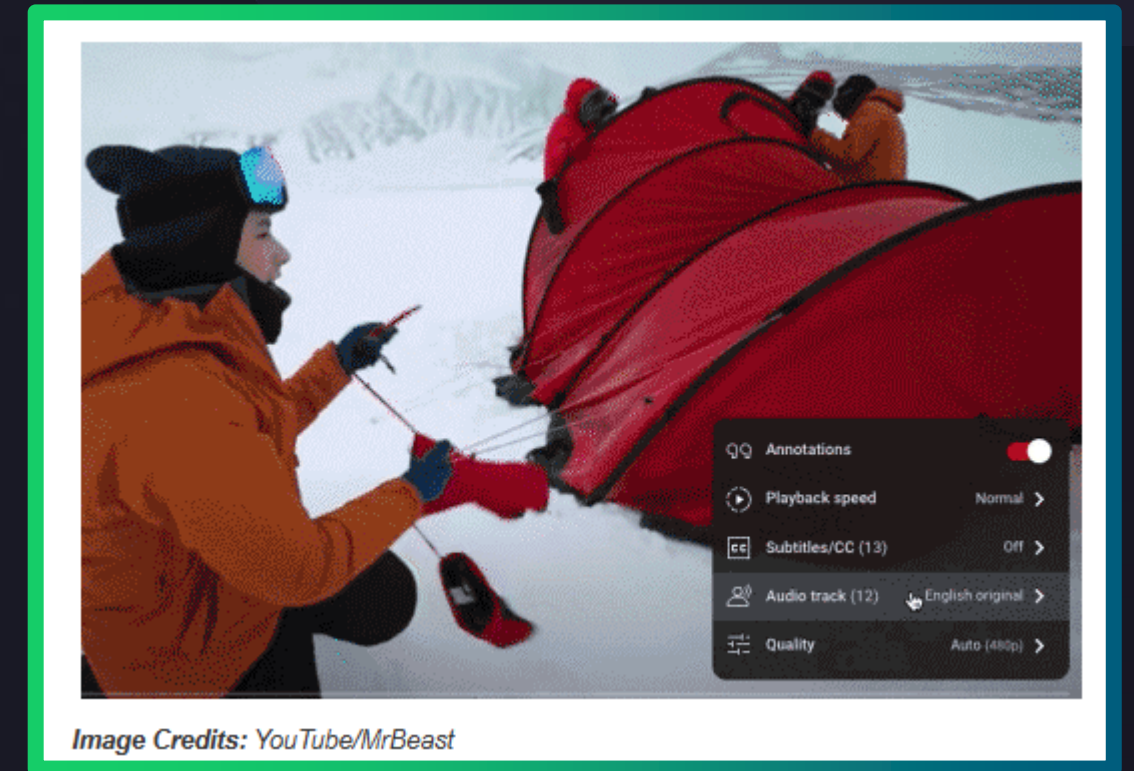 Annotations
Playback speed Normal
CC Subtitles/CC (13) Off
Audio track (12) English original
Quality Auto (480p)
Image Credits: YouTube/MrBeast